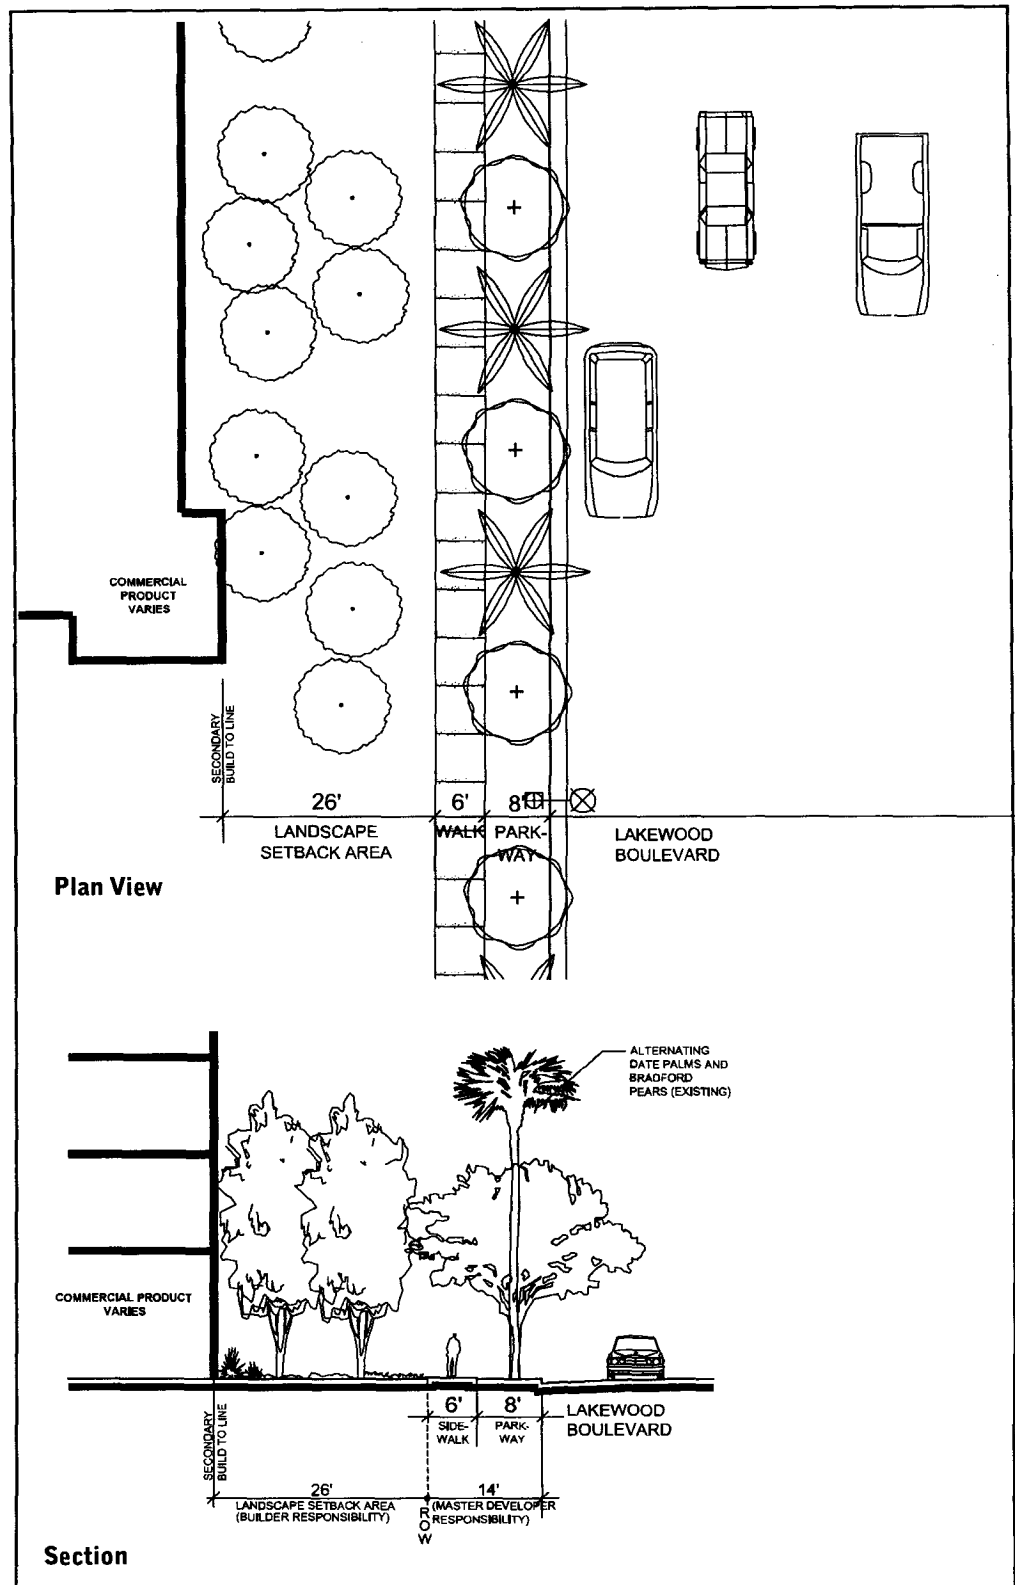 COMMERCIAL
PRODUCT
VARIES
SECONDARY
BUILD TO LINE
26'
6'
8'
LANDSCAPE
SETBACK AREA
WALK
PARK-
WAY
LAKEWOOD
BOULEVARD
Plan View
ALTERNATING
DATE PALMS AND
BRADFORD
PEARS (EXISTING)
COMMERCIAL PRODUCT
VARIES
6'
8'
SIDE-
WALK
PARK-
WAY
LAKEWOOD
BOULEVARD
SECONDARY
BUILD TO LINE
26'
14'
LANDSCAPE SETBACK AREA
(BUILDER RESPONSIBILITY)
ROW
(MASTER DEVELOPER
RESPONSIBILITY)
Section